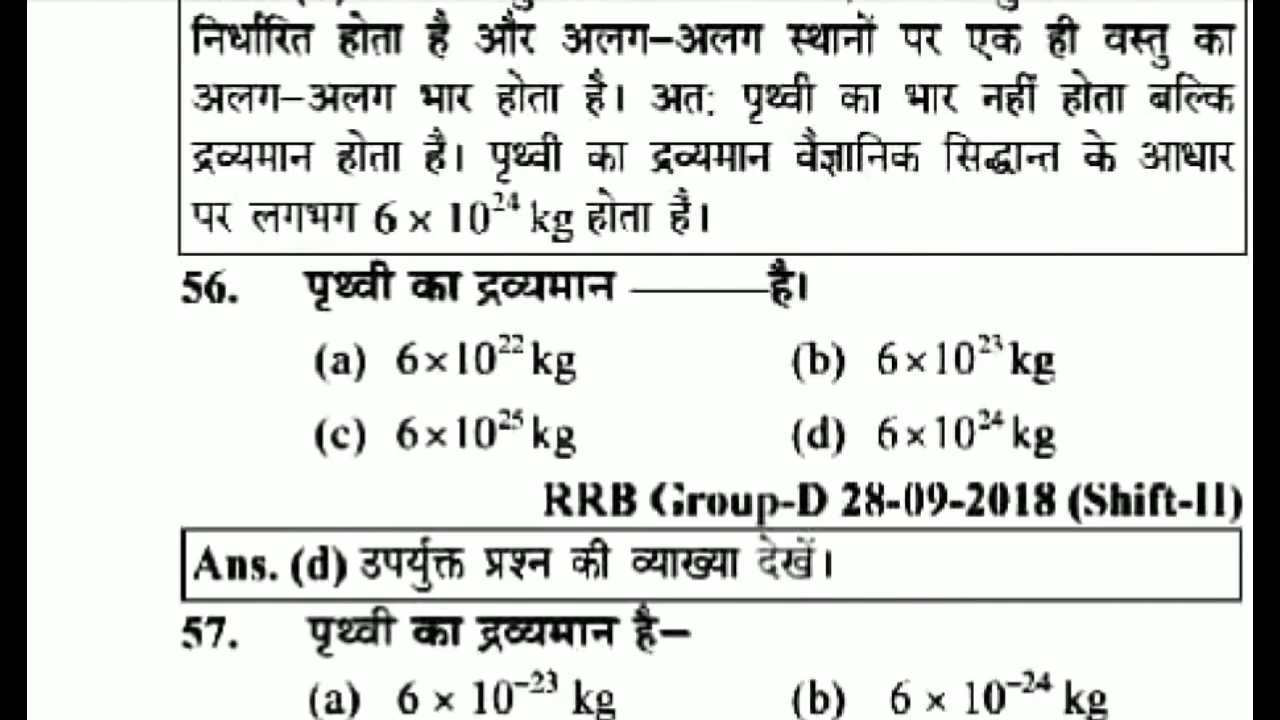 निर्धारित होता है और अलग-अलग स्थानों पर एक ही वस्तु का
अलग-अलग भार होता है। अत: पृथ्वी का भार नहीं होता बल्कि
द्रव्यमान होता है। पृथ्वी का द्रव्यमान वैज्ञानिक सिद्धान्त के आधार
पर लगभग 6 × 10²⁴ kg होता है।
56. पृथ्वी का द्रव्यमान ———है।
(a) 6×10²² kg (b) 6×10²³ kg
(c) 6×10²⁵ kg (d) 6×10²⁴ kg
RRB Group-D 28-09-2018 (Shift-II)
Ans. (d) उपर्युक्त प्रश्न की व्याख्या देखें।
57. पृथ्वी का द्रव्यमान है–
(a) 6 × 10⁻²³ kg (b) 6 × 10⁻²⁴ kg